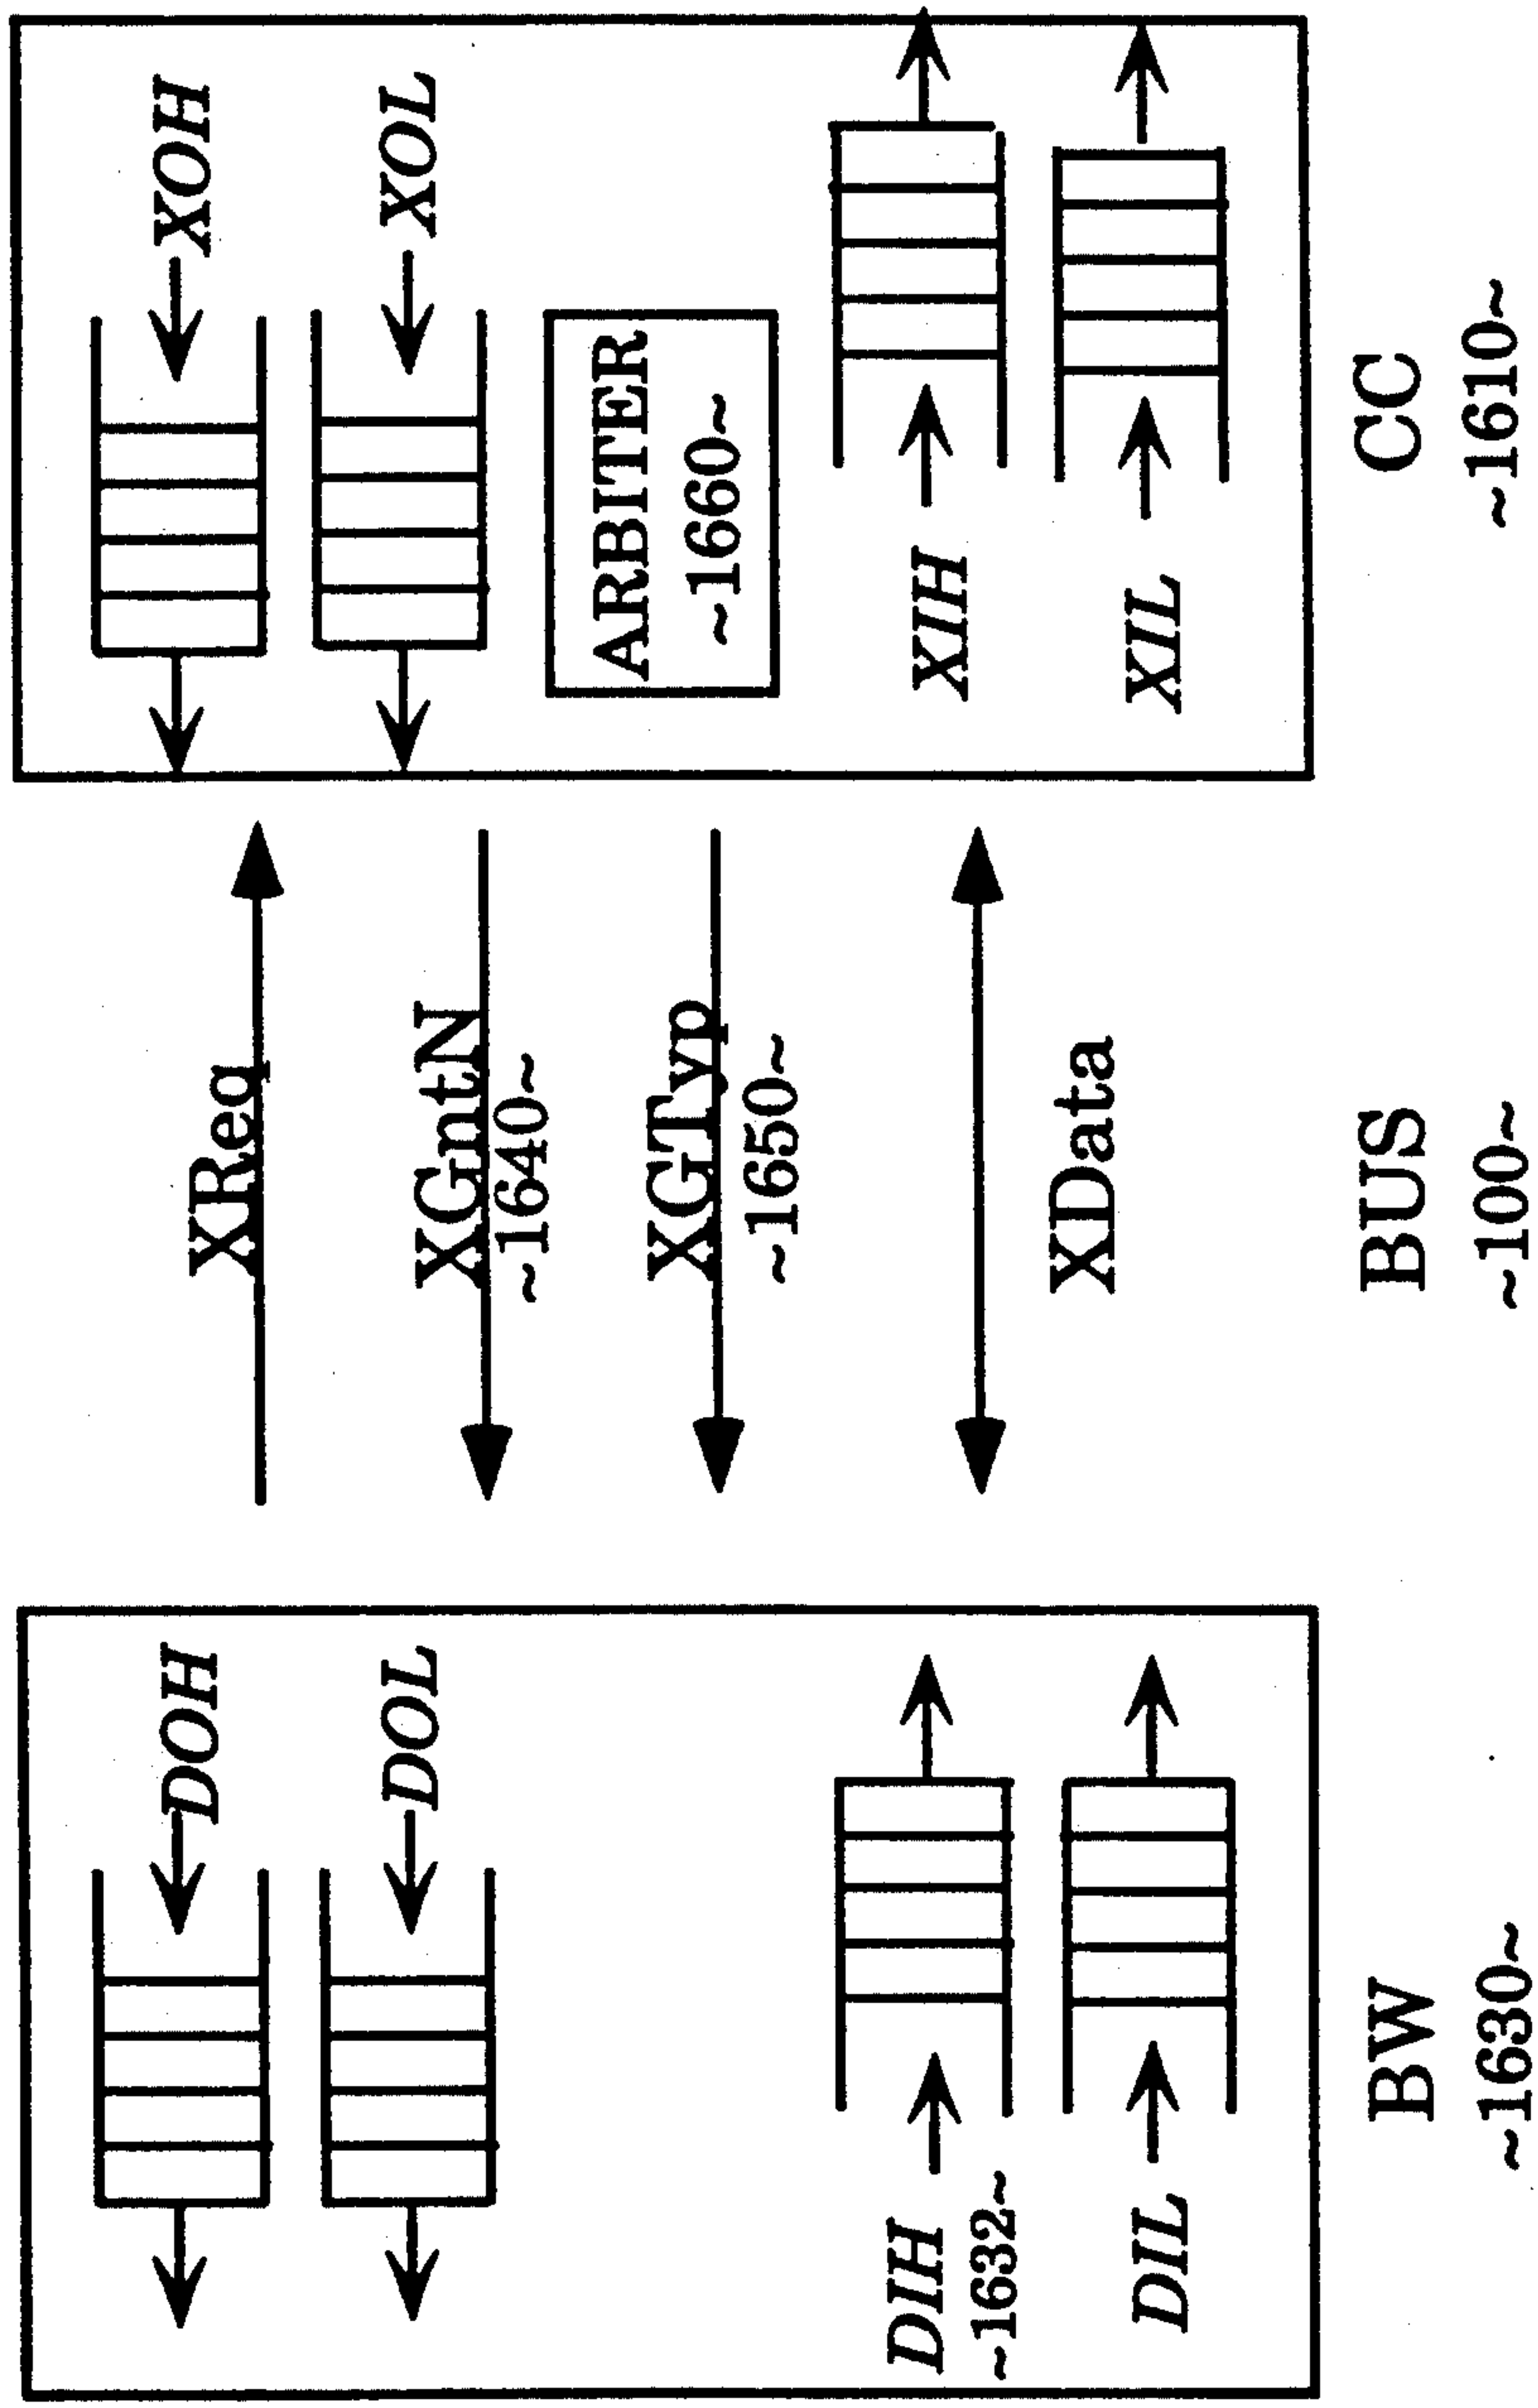 DOH
DOL
DIH
~1632~
DIL
BW
~1630~
XReq
XGntN
~1640~
XGTyp
~1650~
XData
BUS
~100~
XOH
XOL
ARBITER
~1660~
XIH
XIL
CC
~1610~